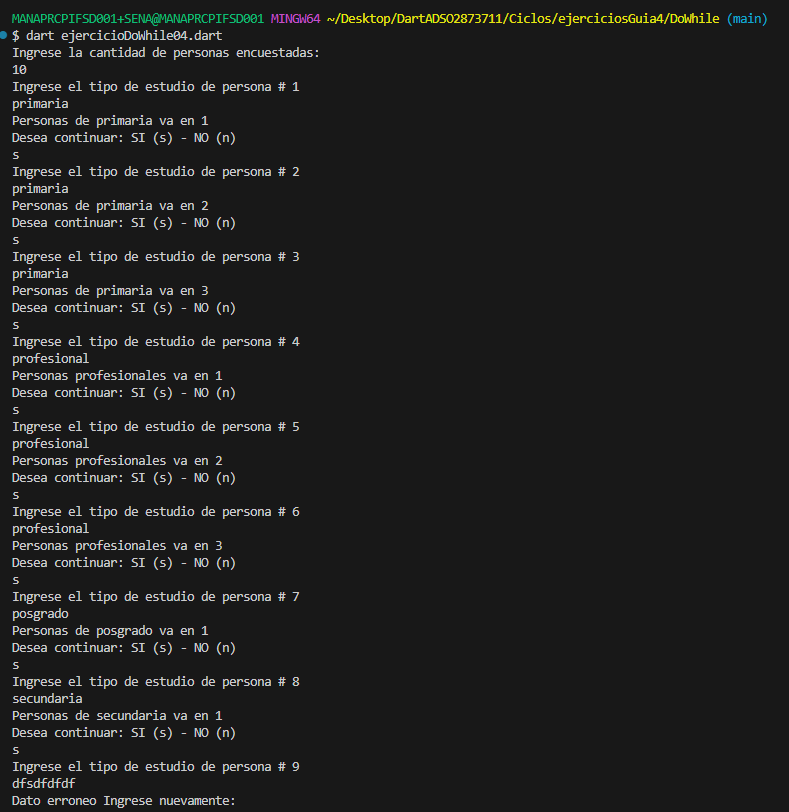 MANAPRCPIFSD001+SENA@MANAPRCPIFSD001 MINGW64 ~/Desktop/DartADSO2873711/Ciclos/ejerciciosGuia4/DoWhile (main)
$ dart ejercicioDoWhile04.dart
Ingrese la cantidad de personas encuestadas:
10
Ingrese el tipo de estudio de persona # 1
primaria
Personas de primaria va en 1
Desea continuar: SI (s) - NO (n)
s
Ingrese el tipo de estudio de persona # 2
primaria
Personas de primaria va en 2
Desea continuar: SI (s) - NO (n)
s
Ingrese el tipo de estudio de persona # 3
primaria
Personas de primaria va en 3
Desea continuar: SI (s) - NO (n)
s
Ingrese el tipo de estudio de persona # 4
profesional
Personas profesionales va en 1
Desea continuar: SI (s) - NO (n)
s
Ingrese el tipo de estudio de persona # 5
profesional
Personas profesionales va en 2
Desea continuar: SI (s) - NO (n)
s
Ingrese el tipo de estudio de persona # 6
profesional
Personas profesionales va en 3
Desea continuar: SI (s) - NO (n)
s
Ingrese el tipo de estudio de persona # 7
posgrado
Personas de posgrado va en 1
Desea continuar: SI (s) - NO (n)
s
Ingrese el tipo de estudio de persona # 8
secundaria
Personas de secundaria va en 1
Desea continuar: SI (s) - NO (n)
s
Ingrese el tipo de estudio de persona # 9
dfsdfdfdf
Dato erroneo Ingrese nuevamente: